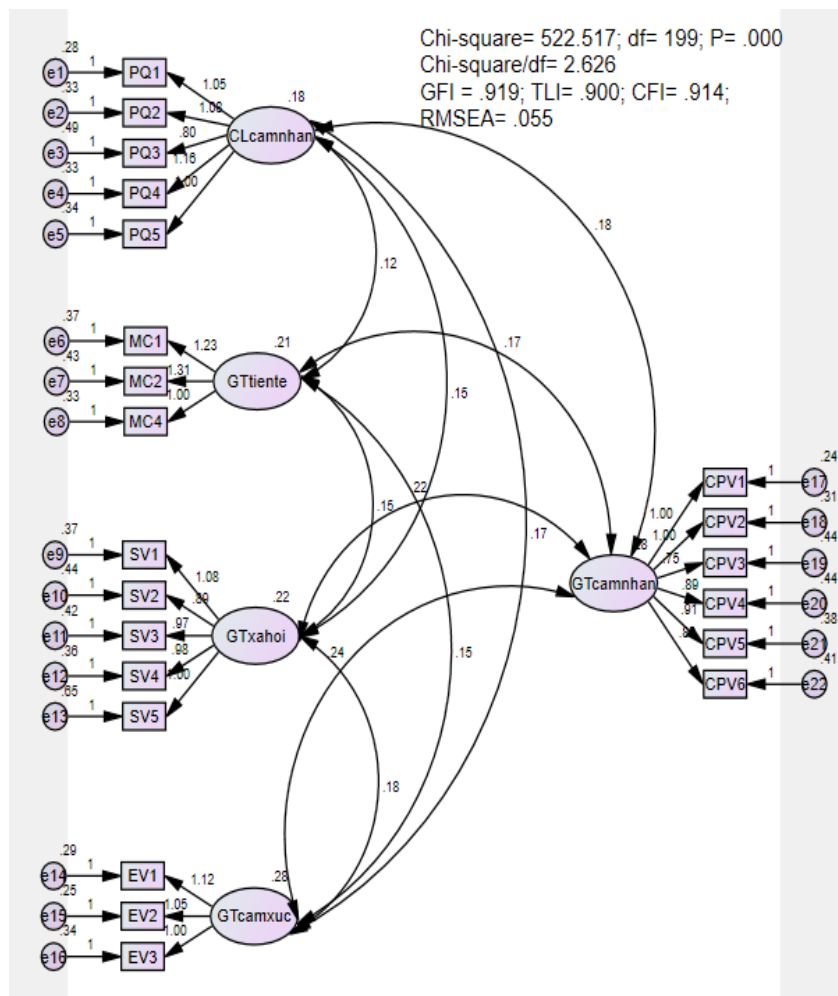 Chi-square= 522.517; df= 199; P= .000
Chi-square/df= 2.626
GFI = .919; TLI= .900; CFI= .914;
RMSEA= .055
.28
e1
1
PQ1
1.05
.33
e2
1
PQ2
1.08
.49
e3
1
PQ3
.80
.33
e4
1
PQ4
1.16
.34
e5
1
PQ5
1.00
.18
CLcamnhan
.37
e6
1
MC1
1.23
.43
e7
1
MC2
1.31
.33
e8
1
MC4
1.00
.21
GTtiente
.37
e9
1
SV1
1.08
.44
e10
1
SV2
.89
.42
e11
1
SV3
.97
.36
e12
1
SV4
.98
.65
e13
1
SV5
1.00
.22
GTxahoi
.29
e14
1
EV1
1.12
.25
e15
1
EV2
1.05
.34
e16
1
EV3
1.00
.28
GTcamxuc
.12
.18
.17
.15
.15
.22
.17
.24
.15
.18
GTcamnhan
1.00
CPV1
1
.24
e17
1.00
CPV2
1
.31
e18
.75
CPV3
1
.44
e19
.89
CPV4
1
.44
e20
.91
CPV5
1
.38
e21
CPV6
1
.41
e22